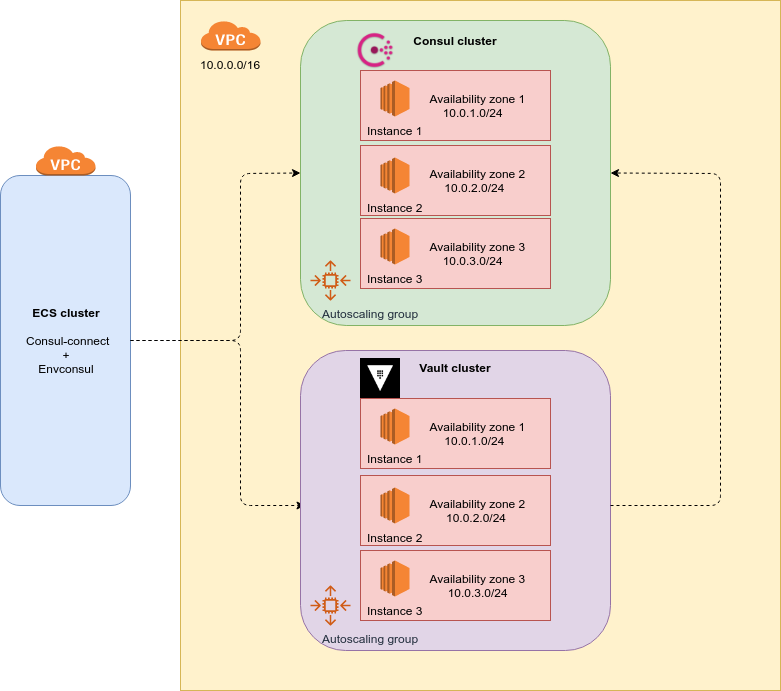 VPC
10.0.0.0/16
Consul cluster
Availability zone 1
10.0.1.0/24
Instance 1
Availability zone 2
10.0.2.0/24
Instance 2
Availability zone 3
10.0.3.0/24
Instance 3
Autoscaling group
VPC
ECS cluster
Consul-connect
+
Envconsul
Vault cluster
Availability zone 1
10.0.1.0/24
Instance 1
Availability zone 2
10.0.2.0/24
Instance 2
Availability zone 3
10.0.3.0/24
Instance 3
Autoscaling group